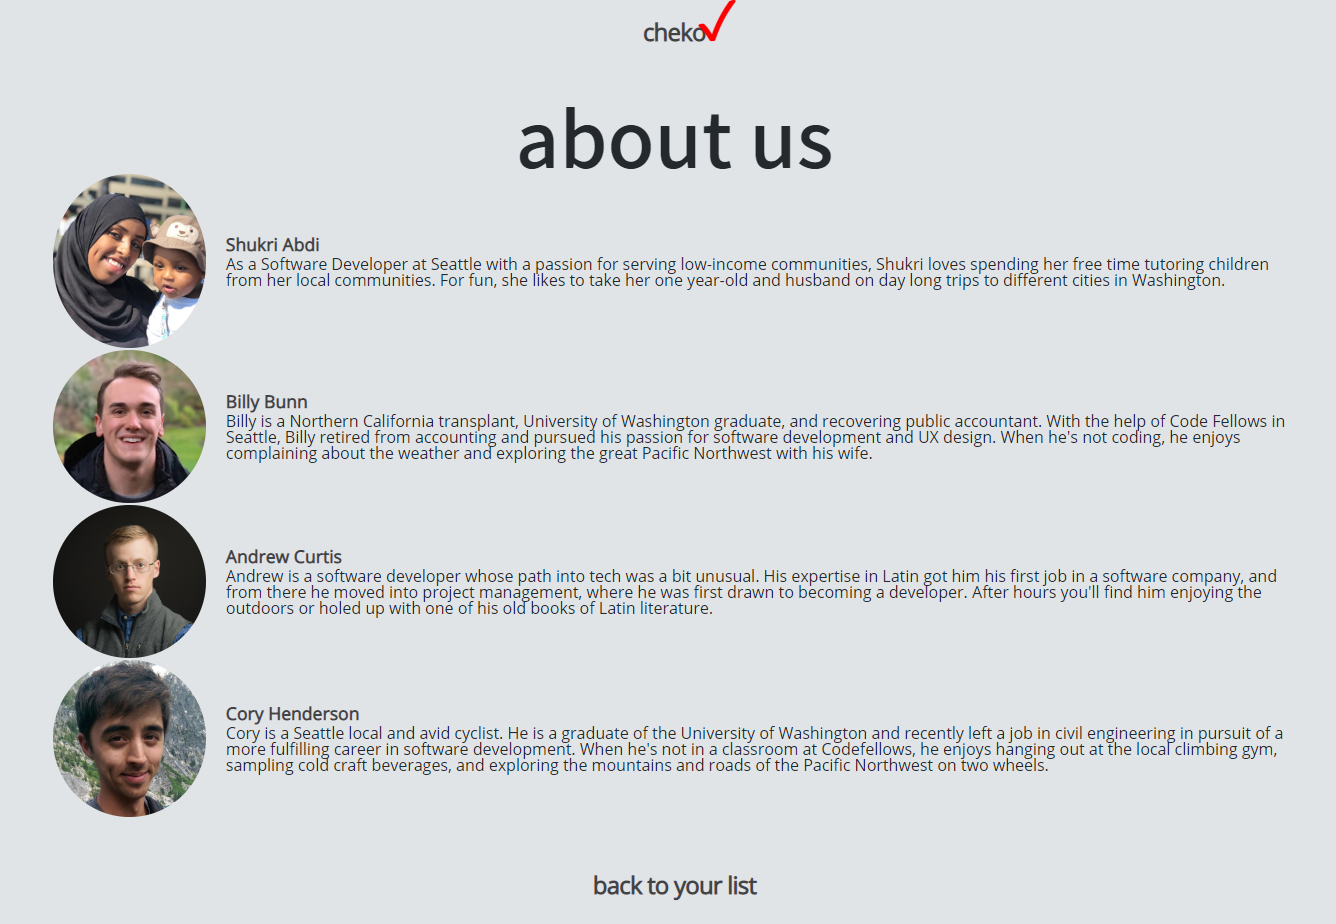 cheko
about us
Shukri Abdi
As a Software Developer at Seattle with a passion for serving low-income communities, Shukri loves spending her free time tutoring children
from her local communities. For fun, she likes to take her one year-old and husband on day long trips to different cities in Washington.
Billy Bunn
Billy is a Northern California transplant, University of Washington graduate, and recovering public accountant. With the help of Code Fellows in
Seattle, Billy retired from accounting and pursued his passion for software development and UX design. When he's not coding, he enjoys
complaining about the weather and exploring the great Pacific Northwest with his wife.
Andrew Curtis
Andrew is a software developer whose path into tech was a bit unusual. His expertise in Latin got him his first job in a software company, and
from there he moved into project management, where he was first drawn to becoming a developer. After hours you'll find him enjoying the
outdoors or holed up with one of his old books of Latin literature.
Cory Henderson
Cory is a Seattle local and avid cyclist. He is a graduate of the University of Washington and recently left a job in civil engineering in pursuit of a
more fulfilling career in software development. When he's not in a classroom at Codefellows, he enjoys hanging out at the local climbing gym,
sampling cold craft beverages, and exploring the mountains and roads of the Pacific Northwest on two wheels.
back to your list